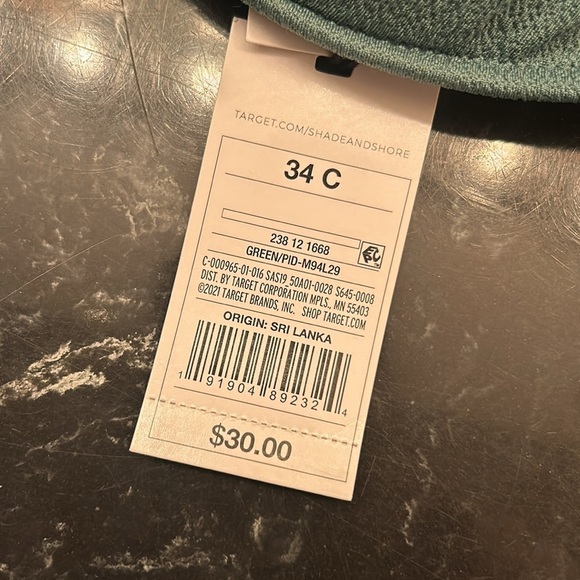 TARGET.COM/SHADEANDSHORE
34 C
238 12 1668
GREEN/PID-M94L29
C-000965-01-016 SAS19_50A01-0028 S645-0008
DIST. BY TARGET CORPORATION MPLS., MN 55403
©2021 TARGET BRANDS, INC. SHOP TARGET.COM
ORIGIN: SRI LANKA
1 91904 89232 4
$30.00